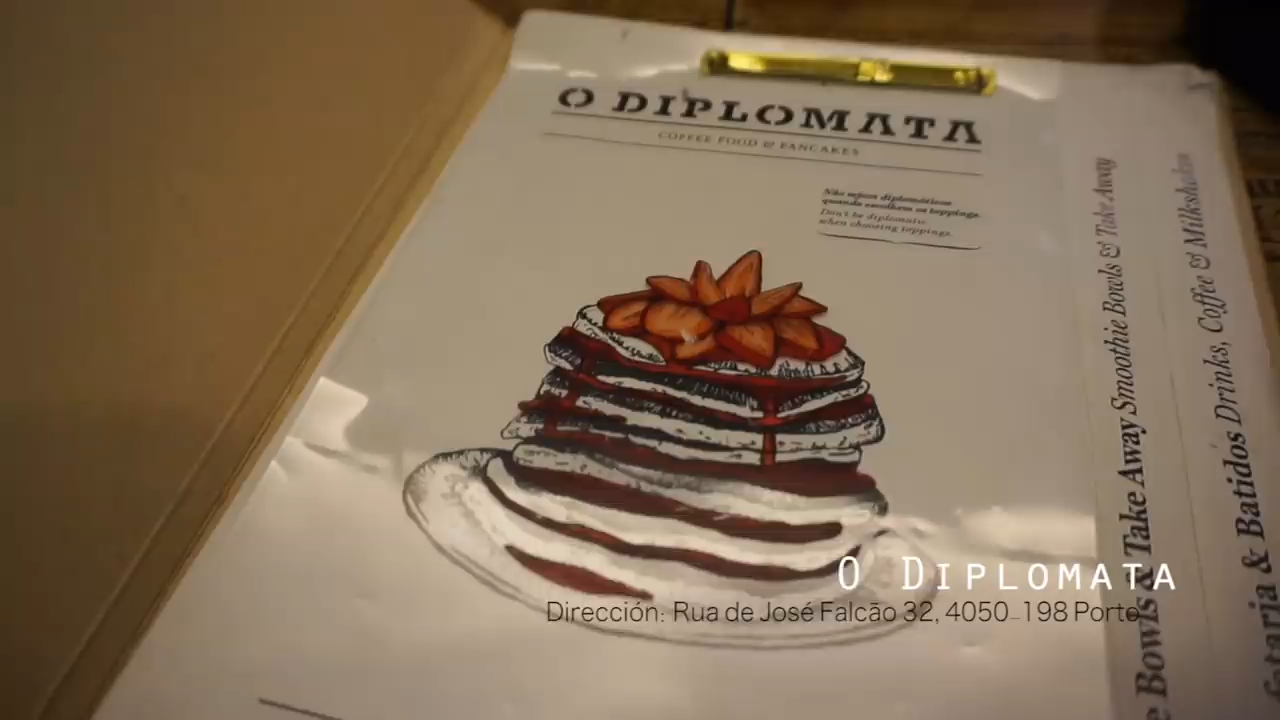 O DIPLOMATA
COFFEE FOOD & PANCAKES
Não sejam diplomáticos
quando escolhem os toppings.
Don't be diplomatic
when choosing toppings.
Bowls & Take Away Smoothie Bowls & Take Away
& Batidos Drinks, Coffee & Milkshakes
O DIPLOMATA
Dirección: Rua de José Falcão 32, 4050-198 Porto